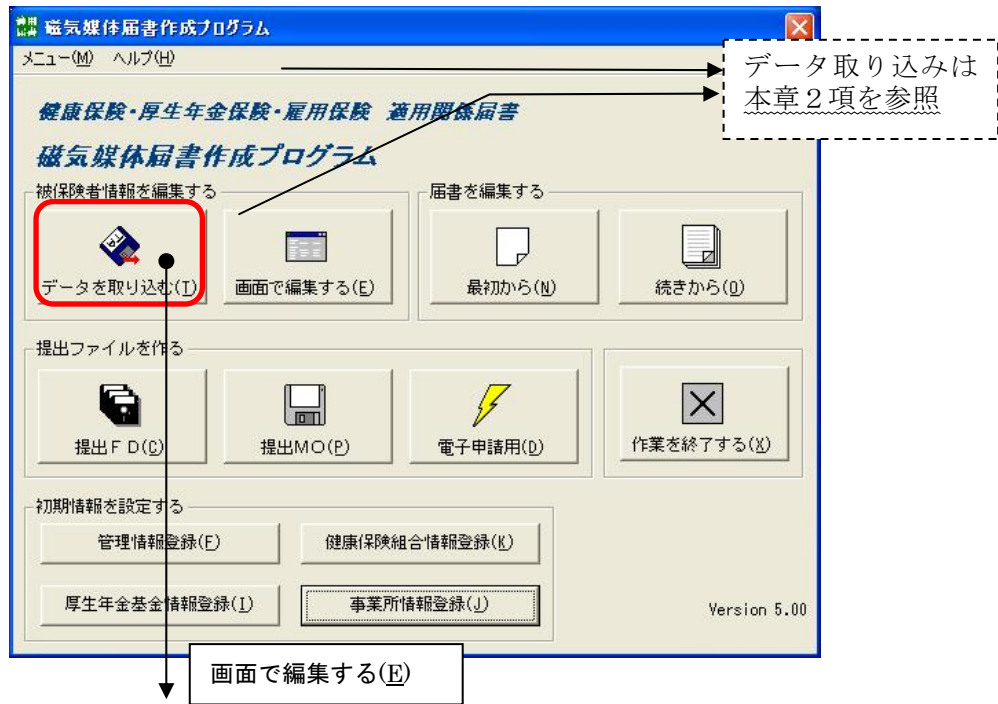 磁気媒体届書作成プログラム
メニュー(M) ヘルプ(H)
データ取り込みは
本章２項を参照
健康保険・厚生年金保険・雇用保険 適用関係届書
磁気媒体届書作成プログラム
被保険者情報を編集する
届書を編集する
データを取り込む(T)
画面で編集する(E)
最初から(N)
続きから(O)
提出ファイルを作る
提出ＦＤ(C)
提出ＭＯ(P)
電子申請用(D)
作業を終了する(X)
初期情報を設定する
管理情報登録(F)
健康保険組合情報登録(K)
厚生年金基金情報登録(I)
事業所情報登録(J)
Version 5.00
画面で編集する(E)